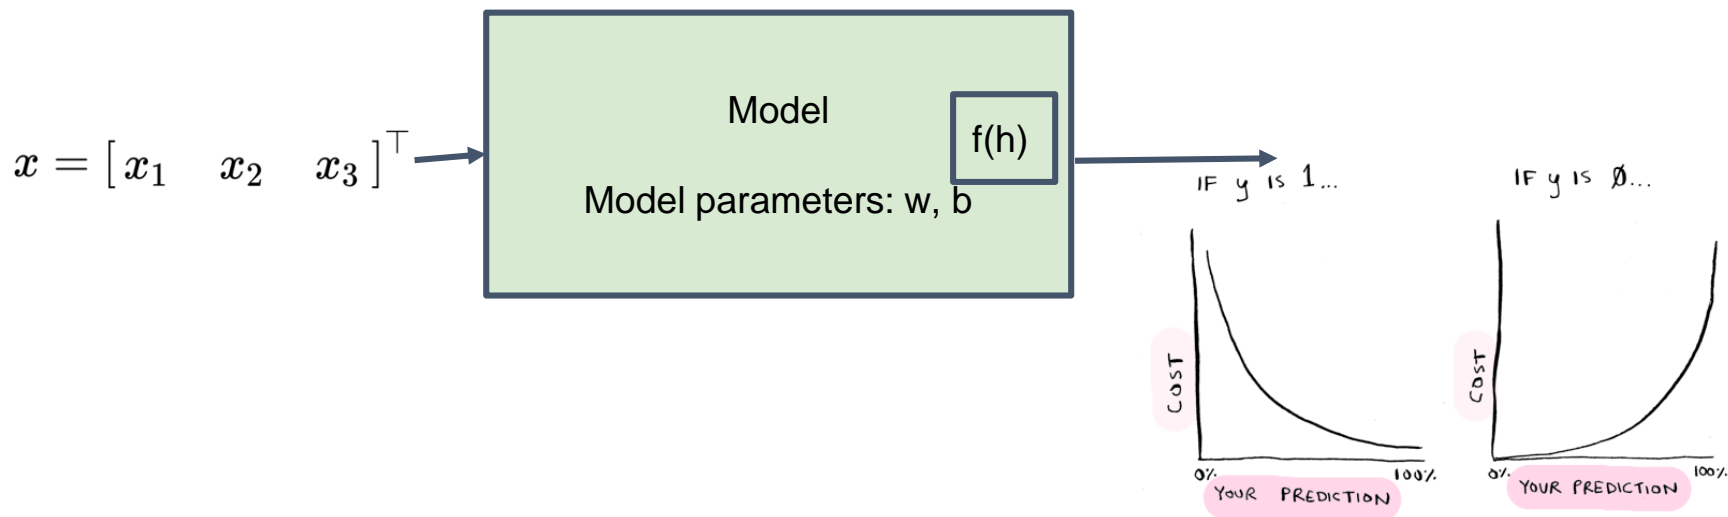 x = [ x₁ x₂ x₃ ]ᵀ
Model
f(h)
Model parameters: w, b
IF y IS 1...
COST
0% 100%
YOUR PREDICTION
IF y IS 0...
COST
0% 100%
YOUR PREDICTION